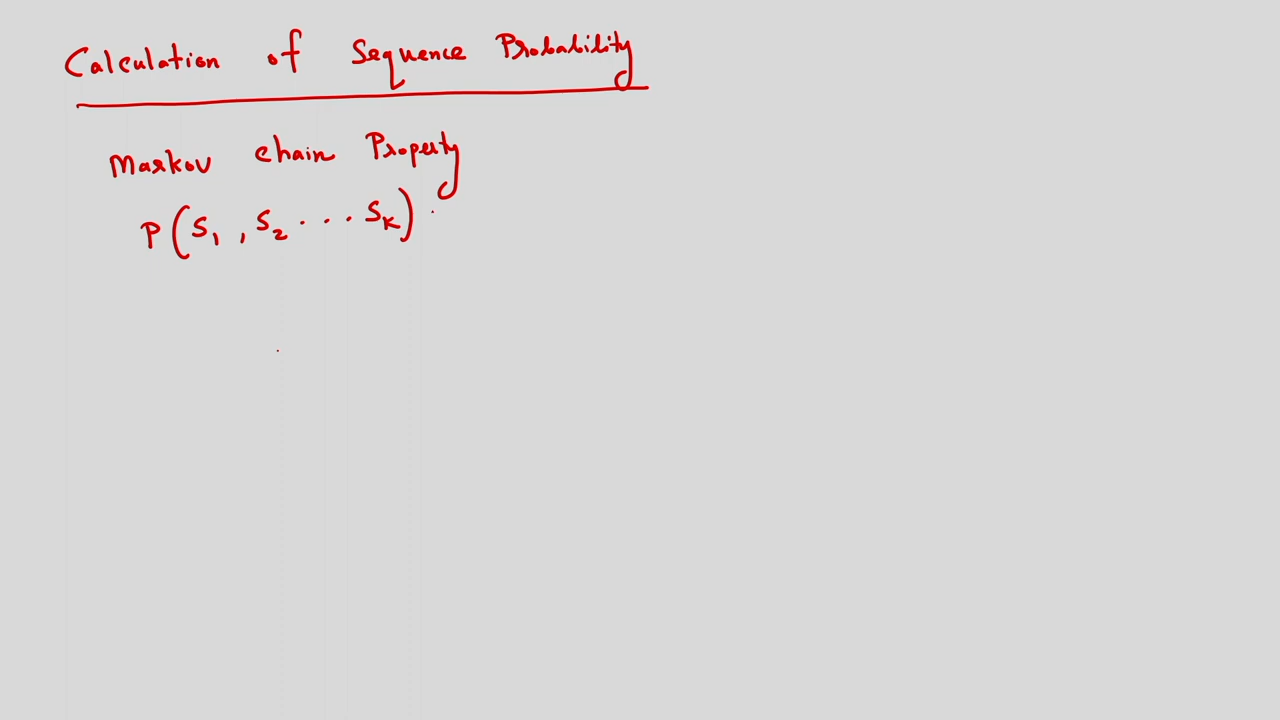 Calculation of Sequence Probability
Markov chain Property
P(S₁, S₂ ... Sₖ)